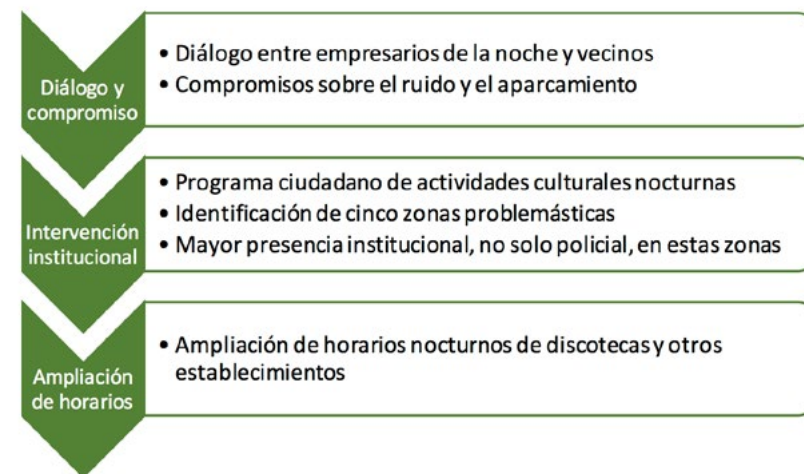 Diálogo y
compromiso
• Diálogo entre empresarios de la noche y vecinos
• Compromisos sobre el ruido y el aparcamiento
Intervención
institucional
• Programa ciudadano de actividades culturales nocturnas
• Identificación de cinco zonas problemásticas
• Mayor presencia institucional, no solo policial, en estas zonas
Ampliación
de horarios
• Ampliación de horarios nocturnos de discotecas y otros
establecimientos